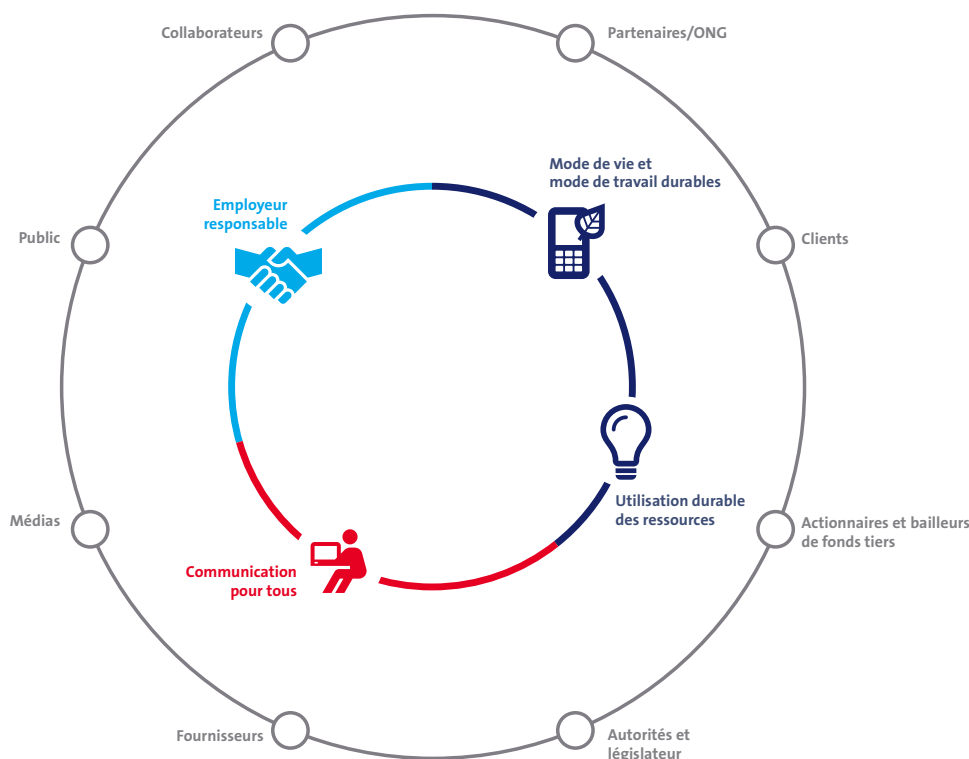 Collaborateurs
Partenaires/ONG
Mode de vie et
mode de travail durables
Employeur
responsable
Public
Clients
Utilisation durable
des ressources
Médias
Actionnaires et bailleurs
de fonds tiers
Communication
pour tous
Fournisseurs
Autorités et
législateur